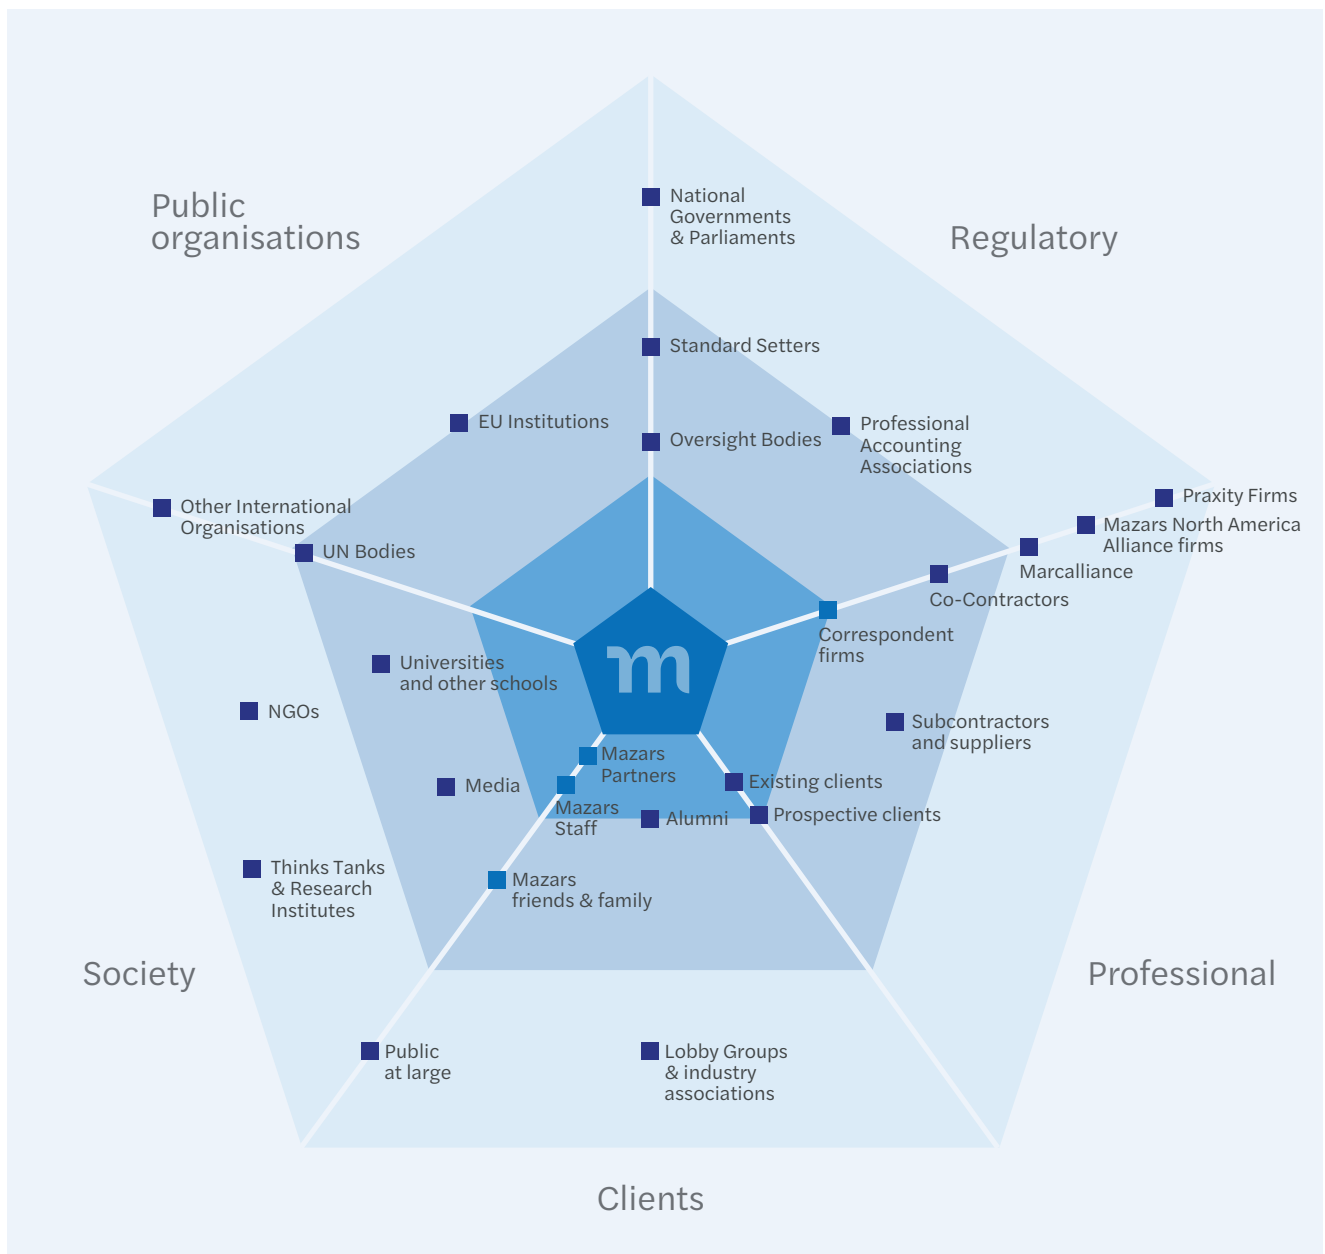 Public
organisations
Regulatory
National
Governments
& Parliaments
Standard Setters
EU Institutions
Oversight Bodies
Professional
Accounting
Associations
Other International
Organisations
UN Bodies
Praxity Firms
Mazars North America
Alliance firms
Marcalliance
Co-Contractors
Correspondent
firms
m
Universities
and other schools
NGOs
Subcontractors
and suppliers
Mazars
Partners
Existing clients
Media
Mazars
Staff
Alumni
Prospective clients
Thinks Tanks
& Research
Institutes
Mazars
friends & family
Society
Professional
Public
at large
Lobby Groups
& industry
associations
Clients